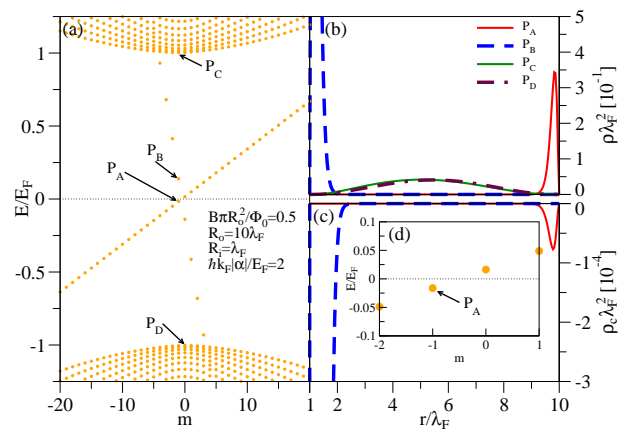 (a)
1
0.5
0
-0.5
-1
E/E_F
P_C
P_B
P_A
P_D
BπR_o^2/Φ_0=0.5
R_o=10λ_F
R_i=λ_F
ℏk_F|α|/E_F=2
-20 -10 0 10
m
(b)
P_A
P_B
P_C
P_D
5
4
3
2
1
0
ρλ_F^2 [10^-1]
(c)
0
-1
-2
-3
ρ_cλ_F^2 [10^-4]
(d)
0.1
0.05
0
-0.05
-0.1
E/E_F
P_A
-2 -1 0 1
m
1 2 4 6 8 10
r/λ_F